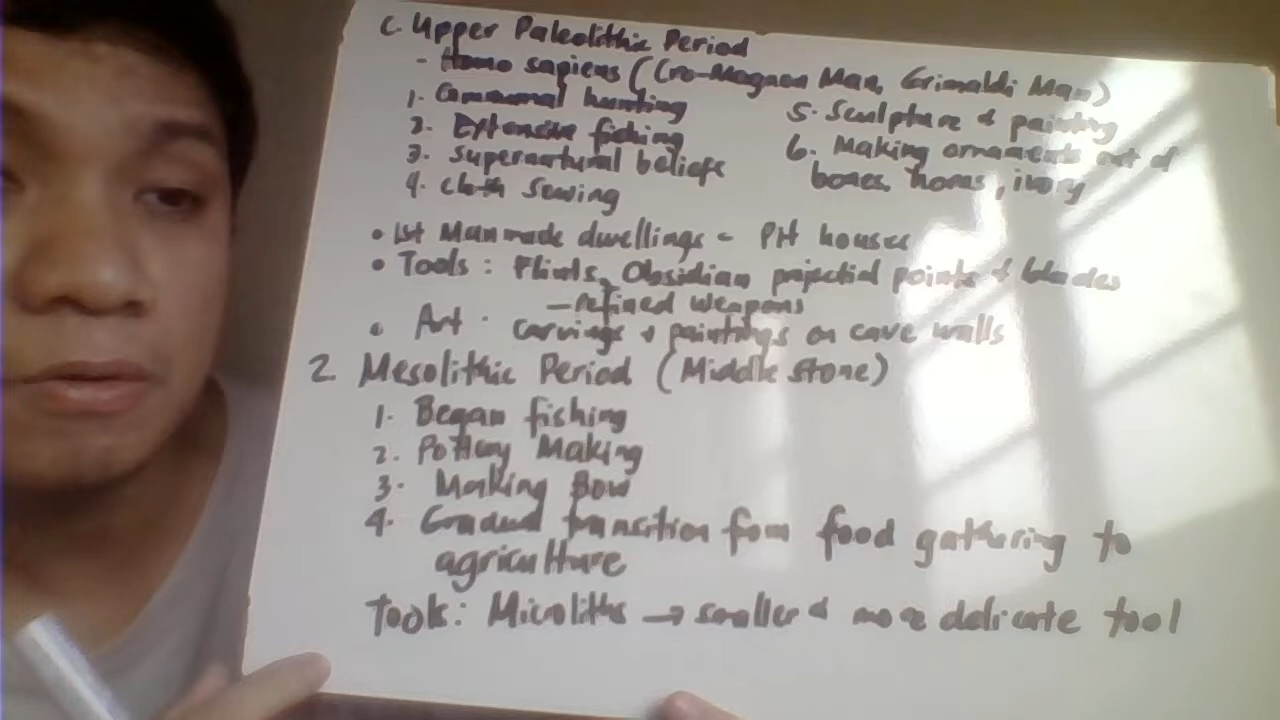 C. Upper Paleolithic Period
- Homo sapiens (Cro-Magnon Man, Grimaldi Man)
1. Communal hunting
2. Extensive fishing
3. Supernatural beliefs
4. Cloth sewing
5. Sculpture & painting
6. Making ornaments out of
bones, horns, ivory
• 1st Manmade dwellings - Pit houses
• Tools: Flints, Obsidian projectial points & blades
- refined weapons
• Art: carvings & paintings on cave walls
2. Mesolithic Period (Middle stone)
1. Began fishing
2. Pottery Making
3. Making Bow
4. Gradual transition from food gathering to
agriculture
Tools: Microliths → smaller & more delicate tool